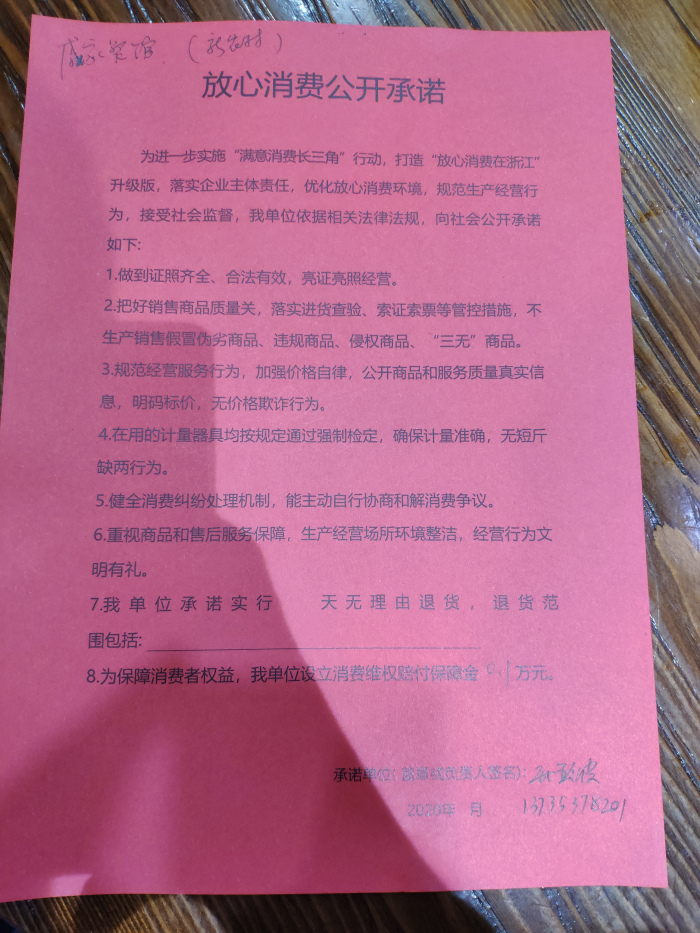 (新农村)
放心消费公开承诺
为进一步实施“满意消费长三角”行动，打造“放心消费在浙江”
升级版，落实企业主体责任，优化放心消费环境，规范生产经营行
为，接受社会监督，我单位依据相关法律法规，向社会公开承诺
如下:
1.做到证照齐全、合法有效，亮证亮照经营。
2.把好销售商品质量关，落实进货查验、索证索票等管控措施，不
生产销售假冒伪劣商品、违规商品、侵权商品、“三无”商品。
3.规范经营服务行为，加强价格自律，公开商品和服务质量真实信
息，明码标价，无价格欺诈行为。
4.在用的计量器具均按规定通过强制检定，确保计量准确，无短斤
缺两行为。
5.健全消费纠纷处理机制，能主动自行协商和解消费争议。
6.重视商品和售后服务保障，生产经营场所环境整洁，经营行为文
明有礼。
7.我单位承诺实行 天无理由退货，退货范
围包括:
8.为保障消费者权益，我单位设立消费维权赔付保障金 0.1 万元。
承诺单位(盖章或负责人签名):
2020年 月 13735378201